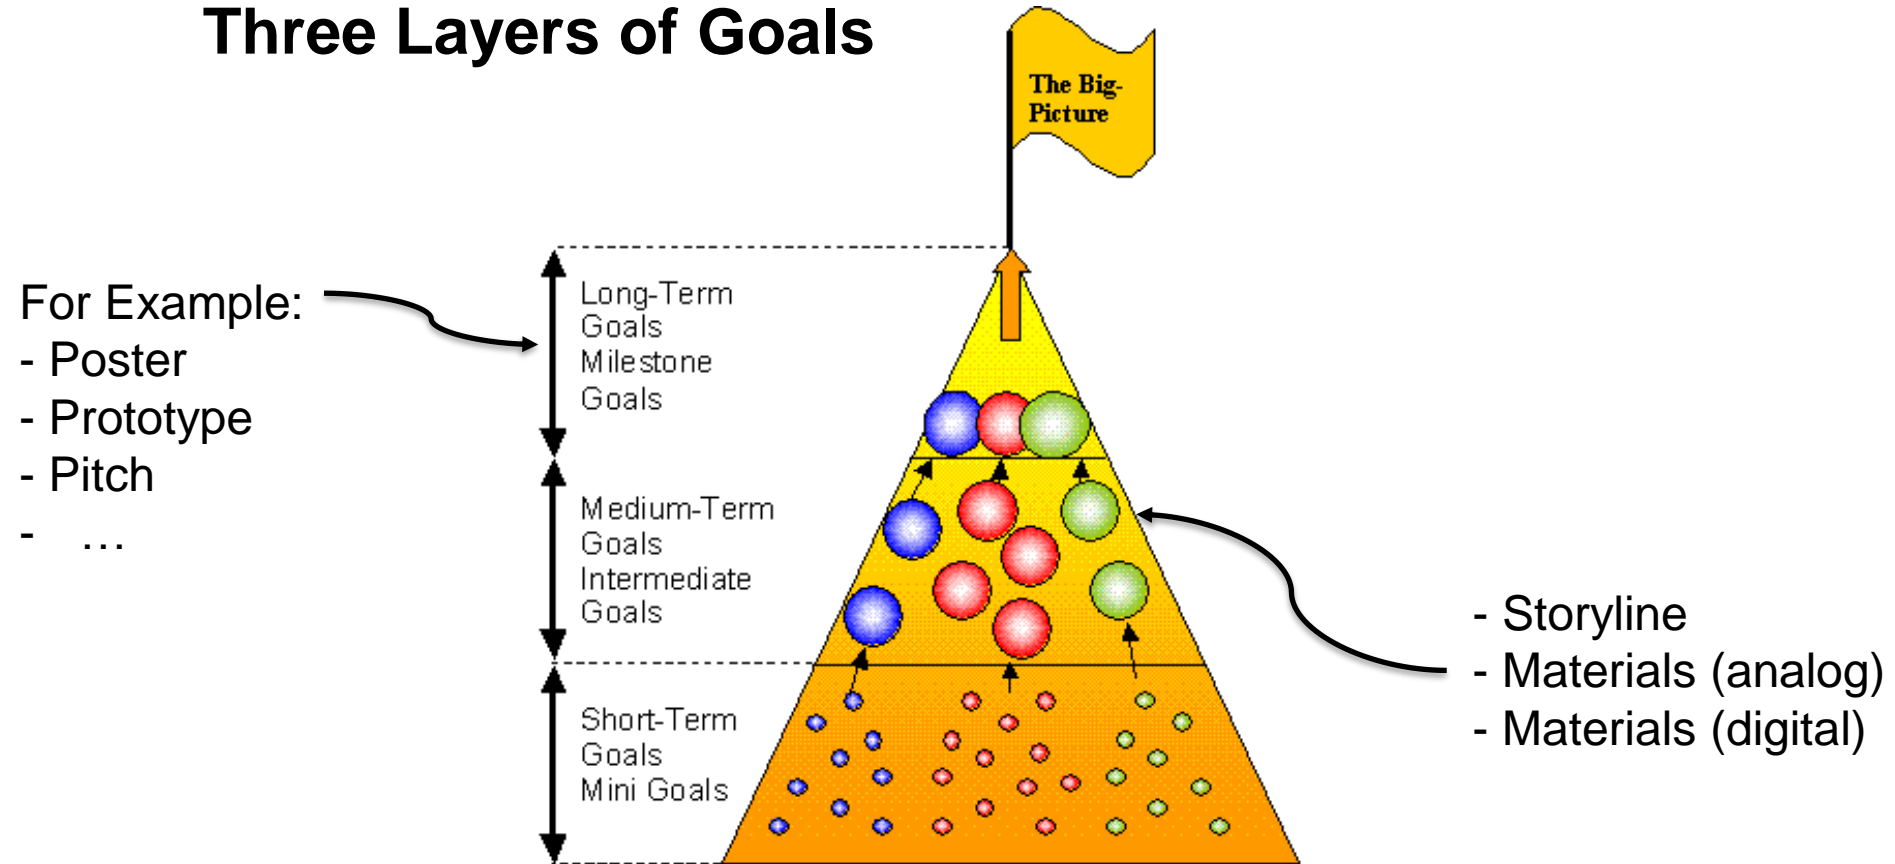 Three Layers of Goals
The Big-
Picture
For Example:
- Poster
- Prototype
- Pitch
- …
Long-Term
Goals
Milestone
Goals
Medium-Term
Goals
Intermediate
Goals
Short-Term
Goals
Mini Goals
- Storyline
- Materials (analog)
- Materials (digital)